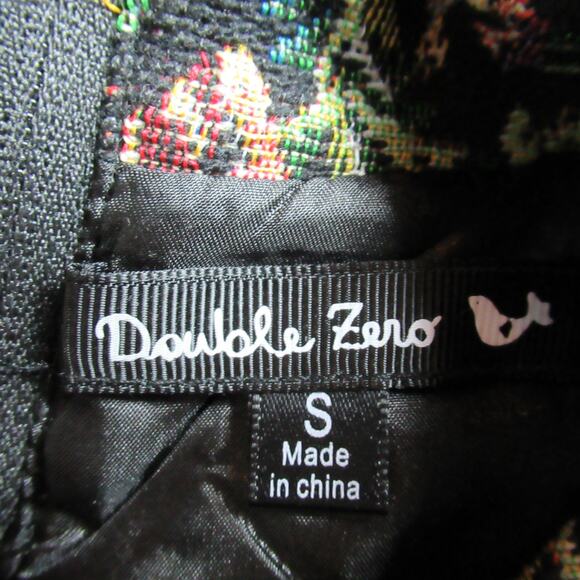 Double Zero
S
Made
in china